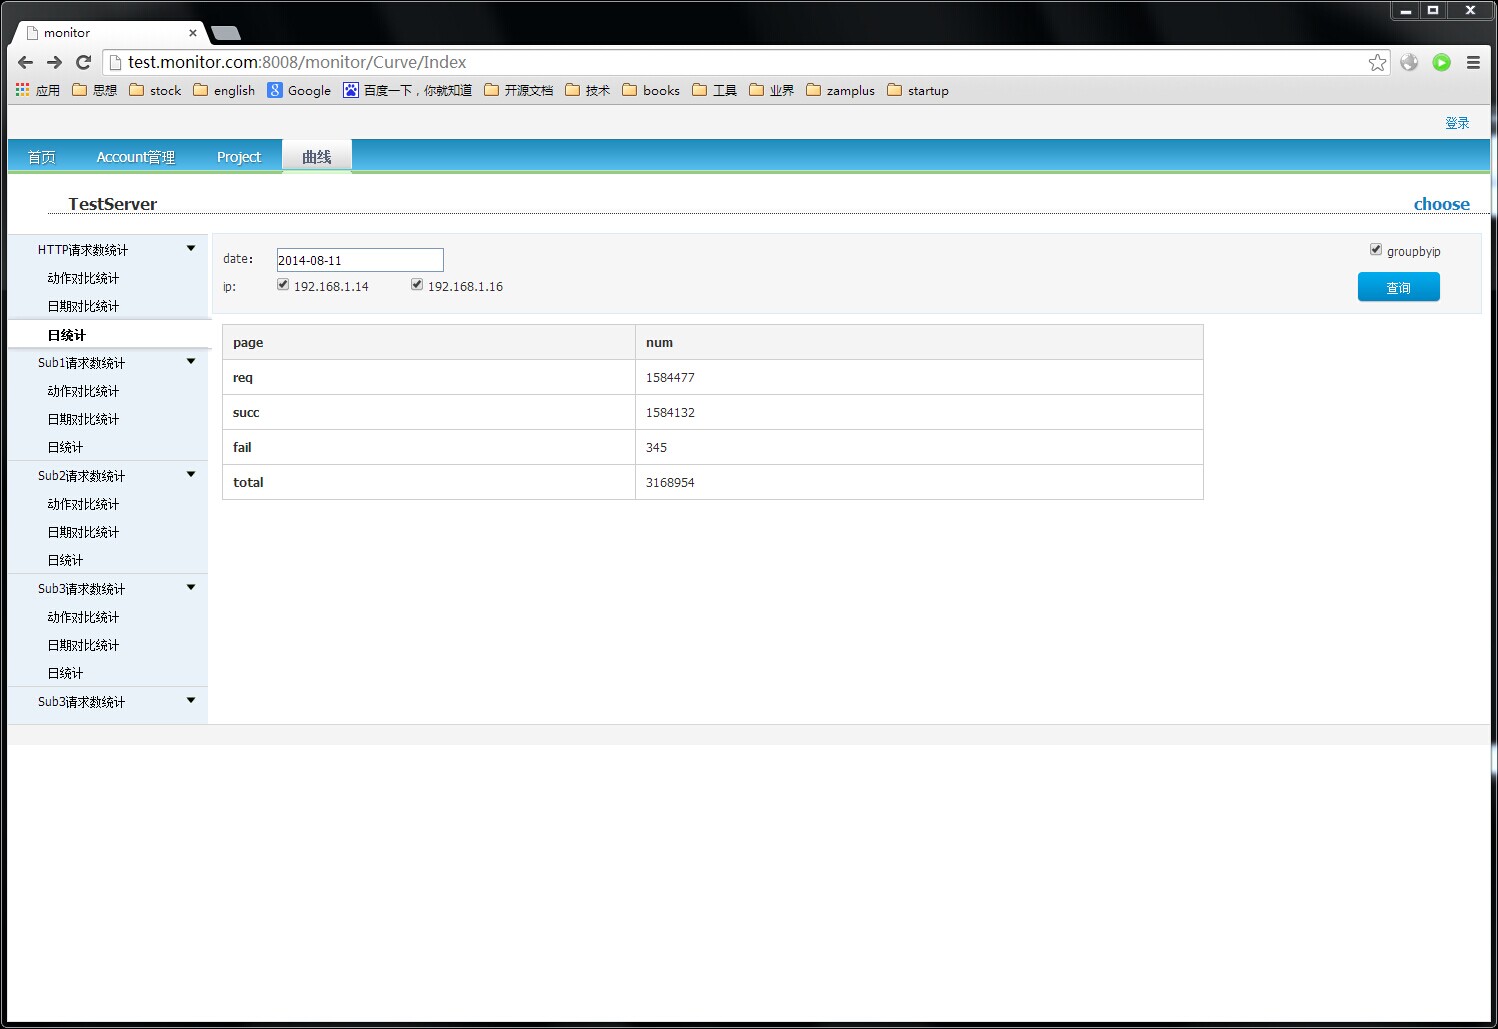 monitor
test.monitor.com:8008/monitor/Curve/Index
应用 思想 stock english Google 百度一下，你就知道 开源文档 技术 books 工具 业界 zamplus startup
登录
首页 Account管理 Project 曲线
TestServer choose
HTTP请求数统计
动作对比统计
日期对比统计
日统计
Sub1请求数统计
动作对比统计
日期对比统计
日统计
Sub2请求数统计
动作对比统计
日期对比统计
日统计
Sub3请求数统计
动作对比统计
日期对比统计
日统计
Sub3请求数统计
date: 2014-08-11 groupbyip
ip: 192.168.1.14 192.168.1.16 查询
page num
req 1584477
succ 1584132
fail 345
total 3168954